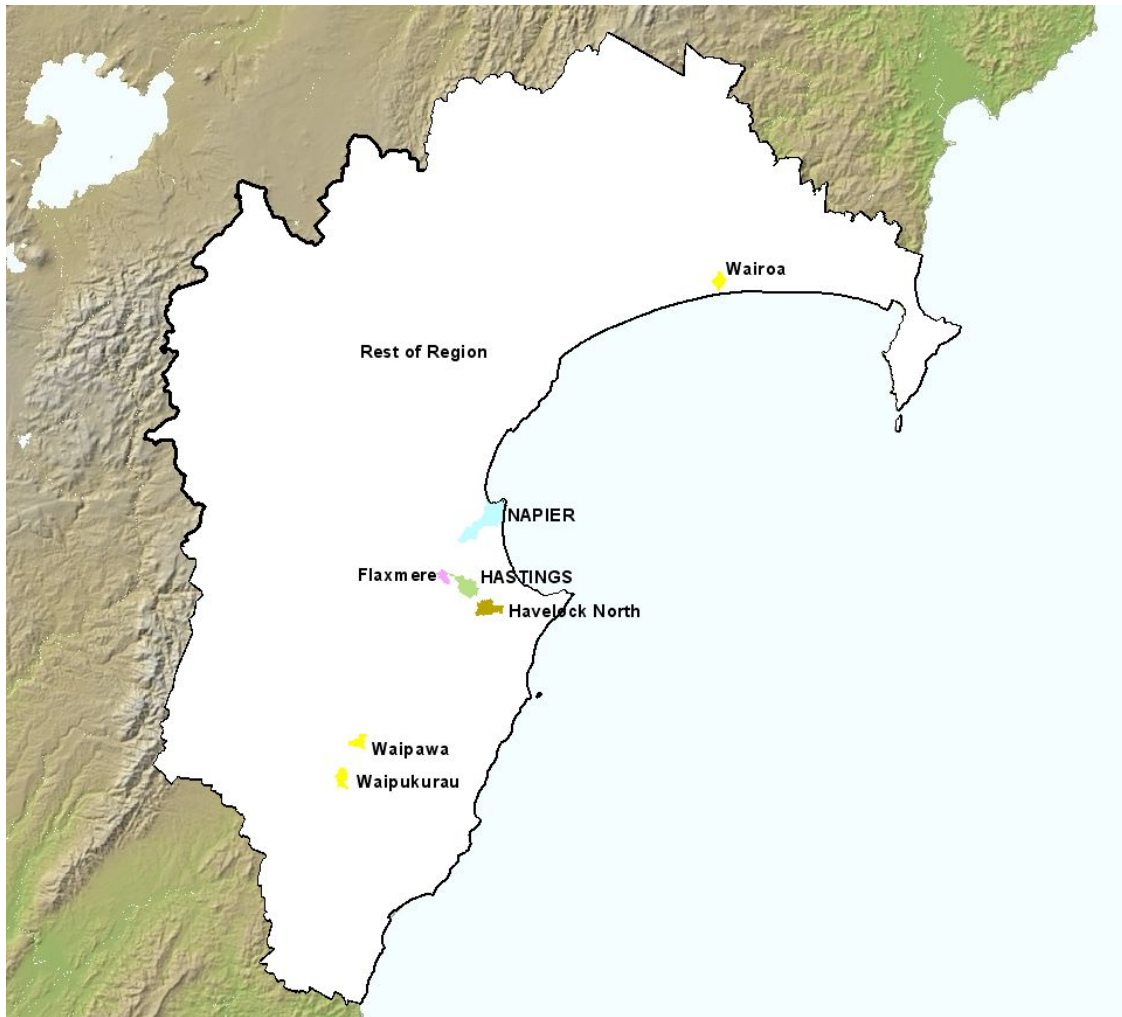 Wairoa
Rest of Region
NAPIER
Flaxmere
HASTINGS
Havelock North
Waipawa
Waipukurau